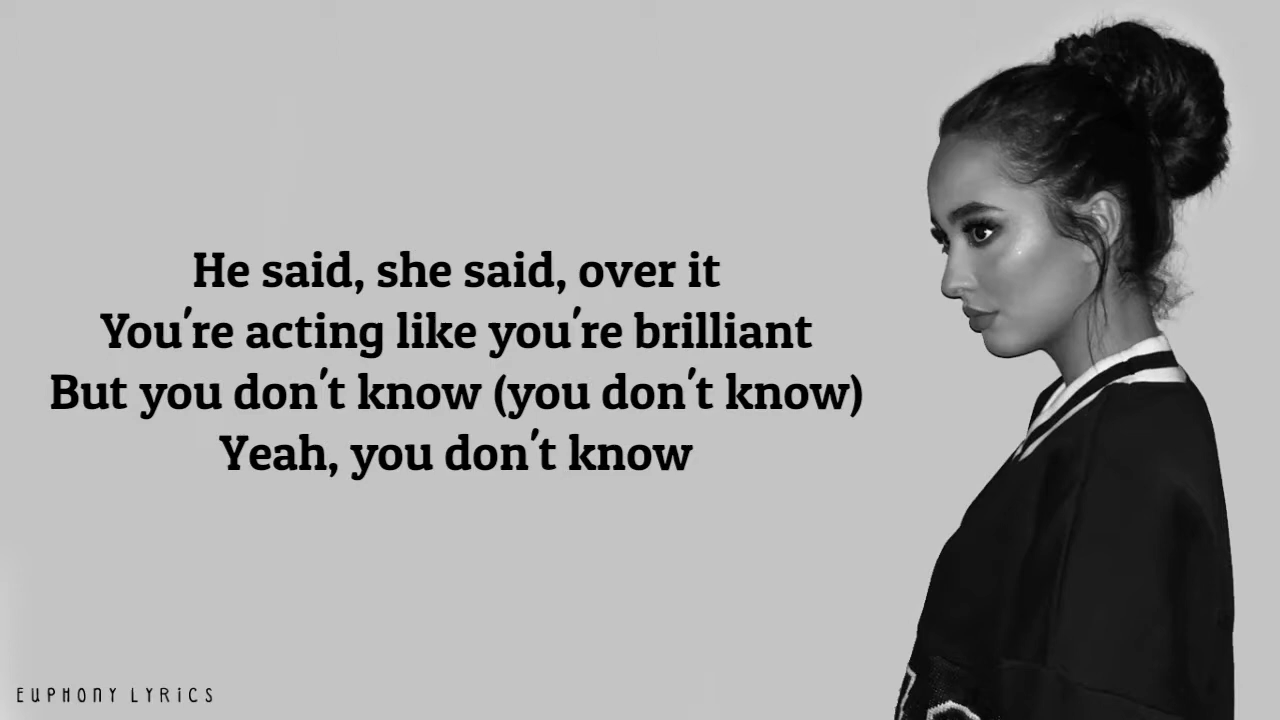 He said, she said, over it
You're acting like you're brilliant
But you don't know (you don't know)
Yeah, you don't know
EUPHONY LYRiCS